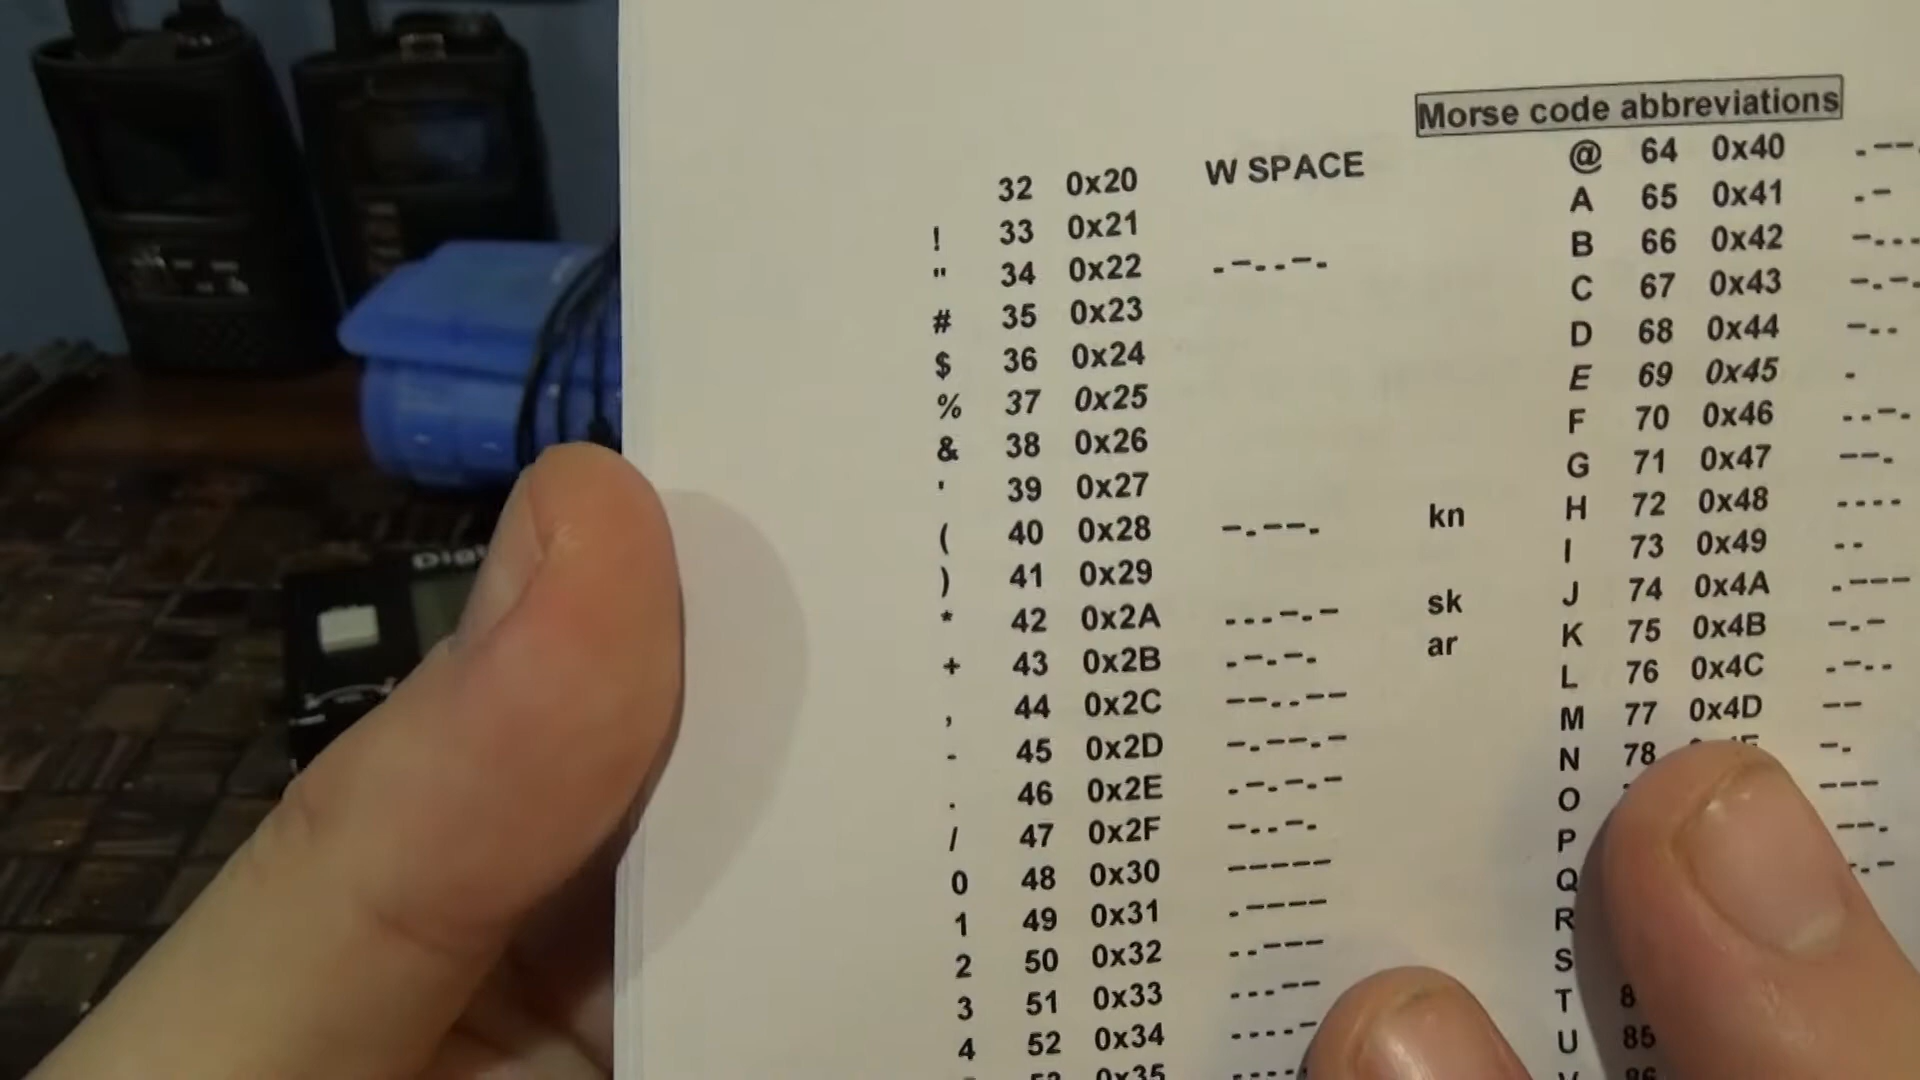 Morse code abbreviations
32 0x20 W SPACE
! 33 0x21
" 34 0x22 .-..-.
# 35 0x23
$ 36 0x24
% 37 0x25
& 38 0x26
' 39 0x27
( 40 0x28 -.--. kn
) 41 0x29
* 42 0x2A ...-.- sk
+ 43 0x2B .-.-. ar
, 44 0x2C --..--
- 45 0x2D -.--.-
. 46 0x2E .-.-.-
/ 47 0x2F -..-.
0 48 0x30 -----
1 49 0x31 .----
2 50 0x32 ..---
3 51 0x33 ...--
4 52 0x34 ....-
53 0x35
@ 64 0x40 .--.
A 65 0x41 .-
B 66 0x42 -...
C 67 0x43 -.-.
D 68 0x44 -..
E 69 0x45 .
F 70 0x46 ..-.
G 71 0x47 --.
H 72 0x48 ....
I 73 0x49 ..
J 74 0x4A .---
K 75 0x4B -.-
L 76 0x4C .-..
M 77 0x4D --
N 78 -.
O ---
P
Q
R
S
T
U 85